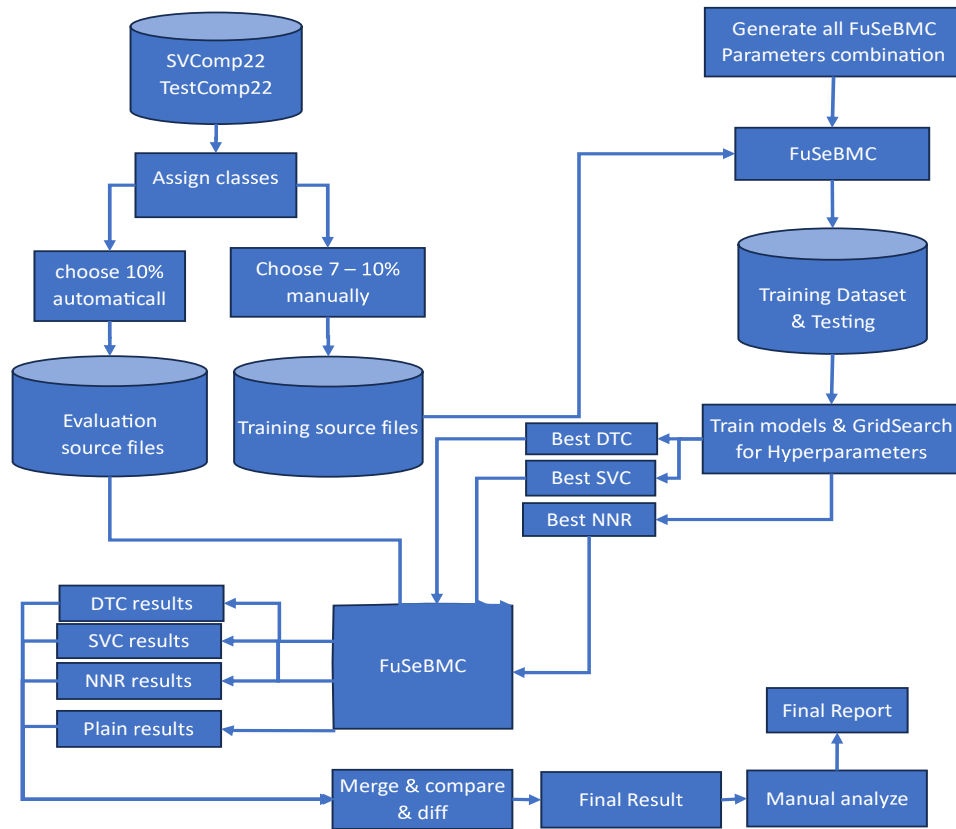 SVComp22
TestComp22
Generate all FuSeBMC
Parameters combination
Assign classes
FuSeBMC
choose 10%
automaticall
Choose 7 – 10%
manually
Training Dataset
& Testing
Evaluation
source files
Training source files
Train models & GridSearch
for Hyperparameters
Best DTC
Best SVC
Best NNR
DTC results
SVC results
NNR results
Plain results
FuSeBMC
Final Report
Merge & compare
& diff
Final Result
Manual analyze